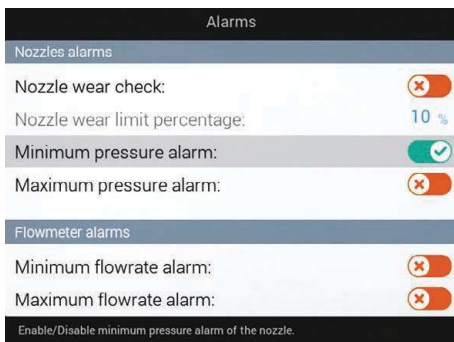 Alarms
Nozzles alarms
Nozzle wear check:
Nozzle wear limit percentage: 10 %
Minimum pressure alarm:
Maximum pressure alarm:
Flowmeter alarms
Minimum flowrate alarm:
Maximum flowrate alarm:
Enable/Disable minimum pressure alarm of the nozzle.